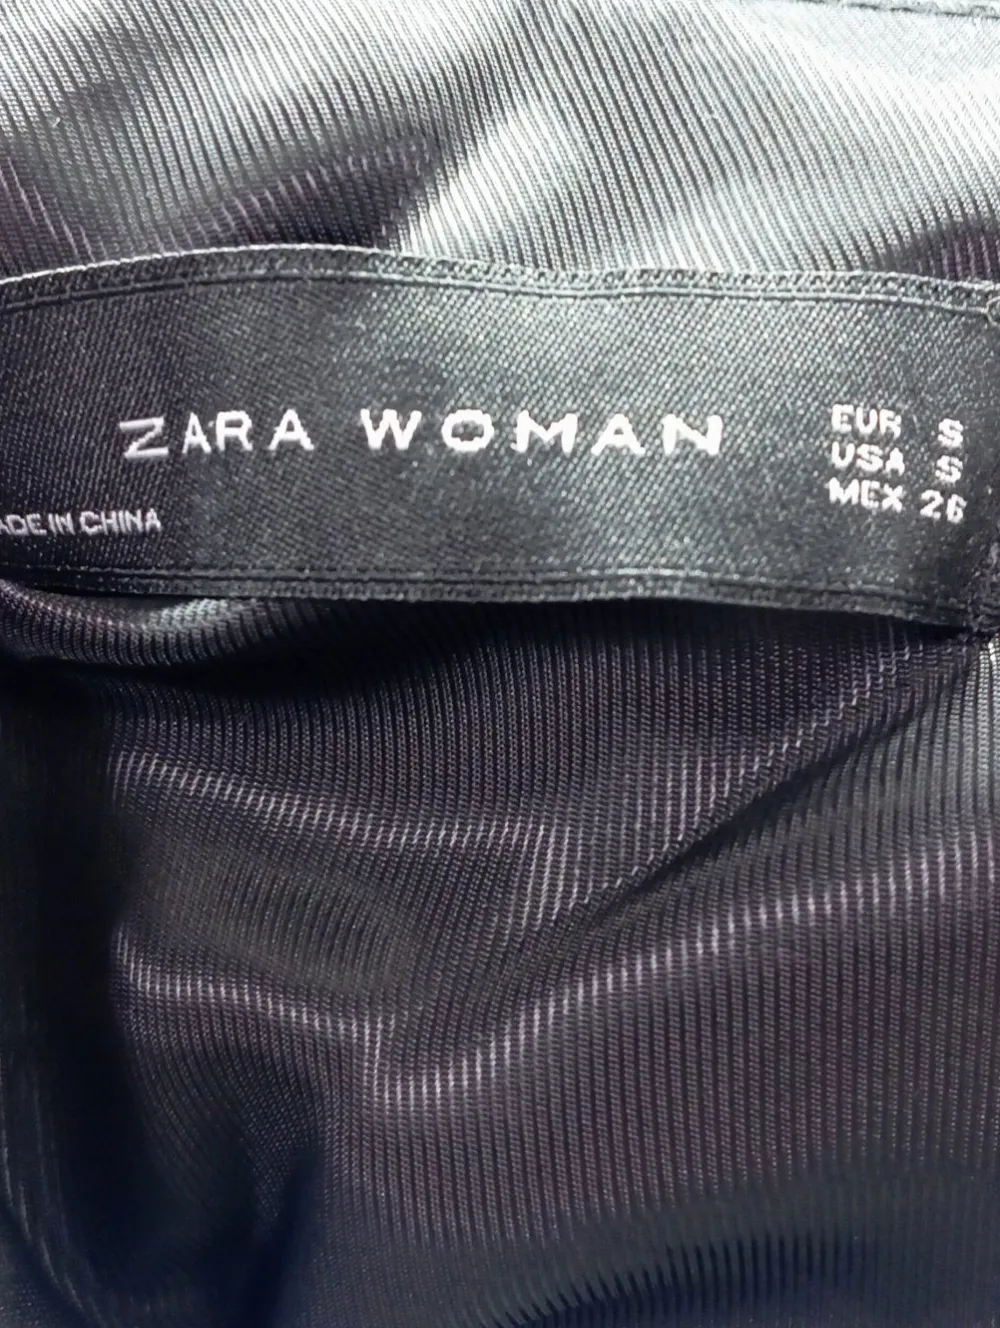 ZARA WOMAN
EUR S
USA S
MEX 26
ADE IN CHINA